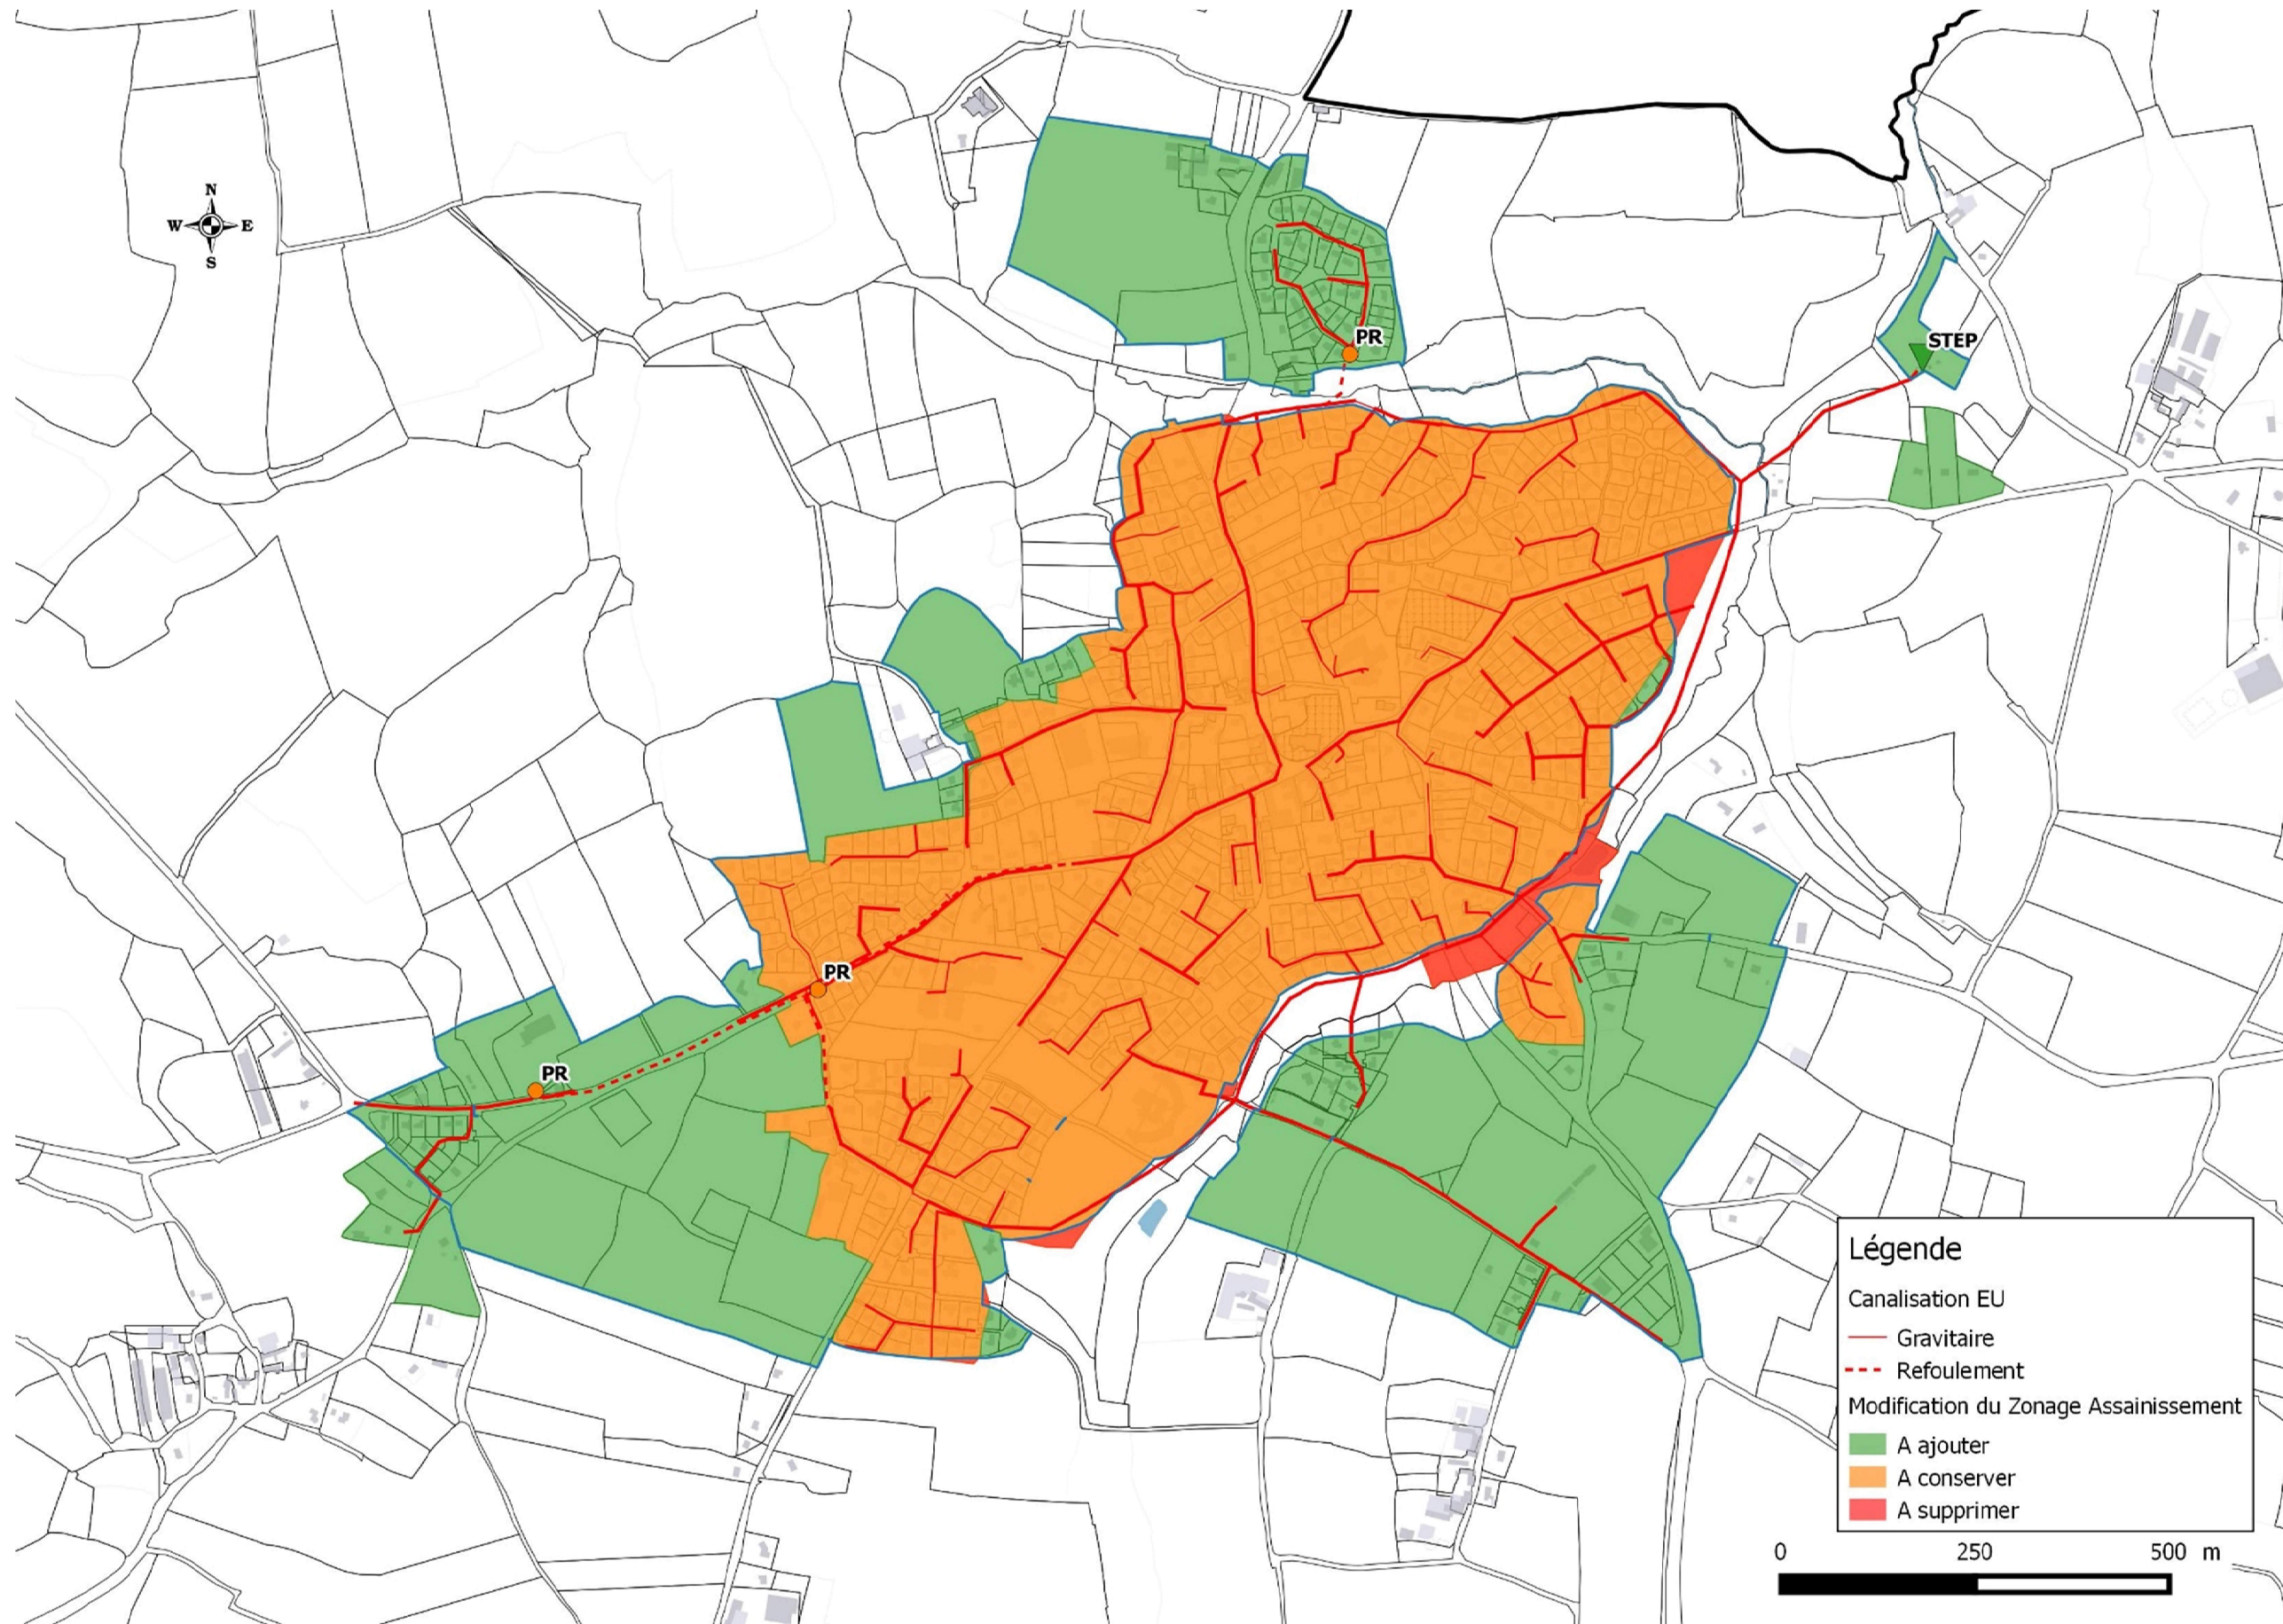 N
W E
S
PR
STEP
PR
PR
Légende
Canalisation EU
Gravitaire
Refoulement
Modification du Zonage Assainissement
A ajouter
A conserver
A supprimer
0 250 500 m